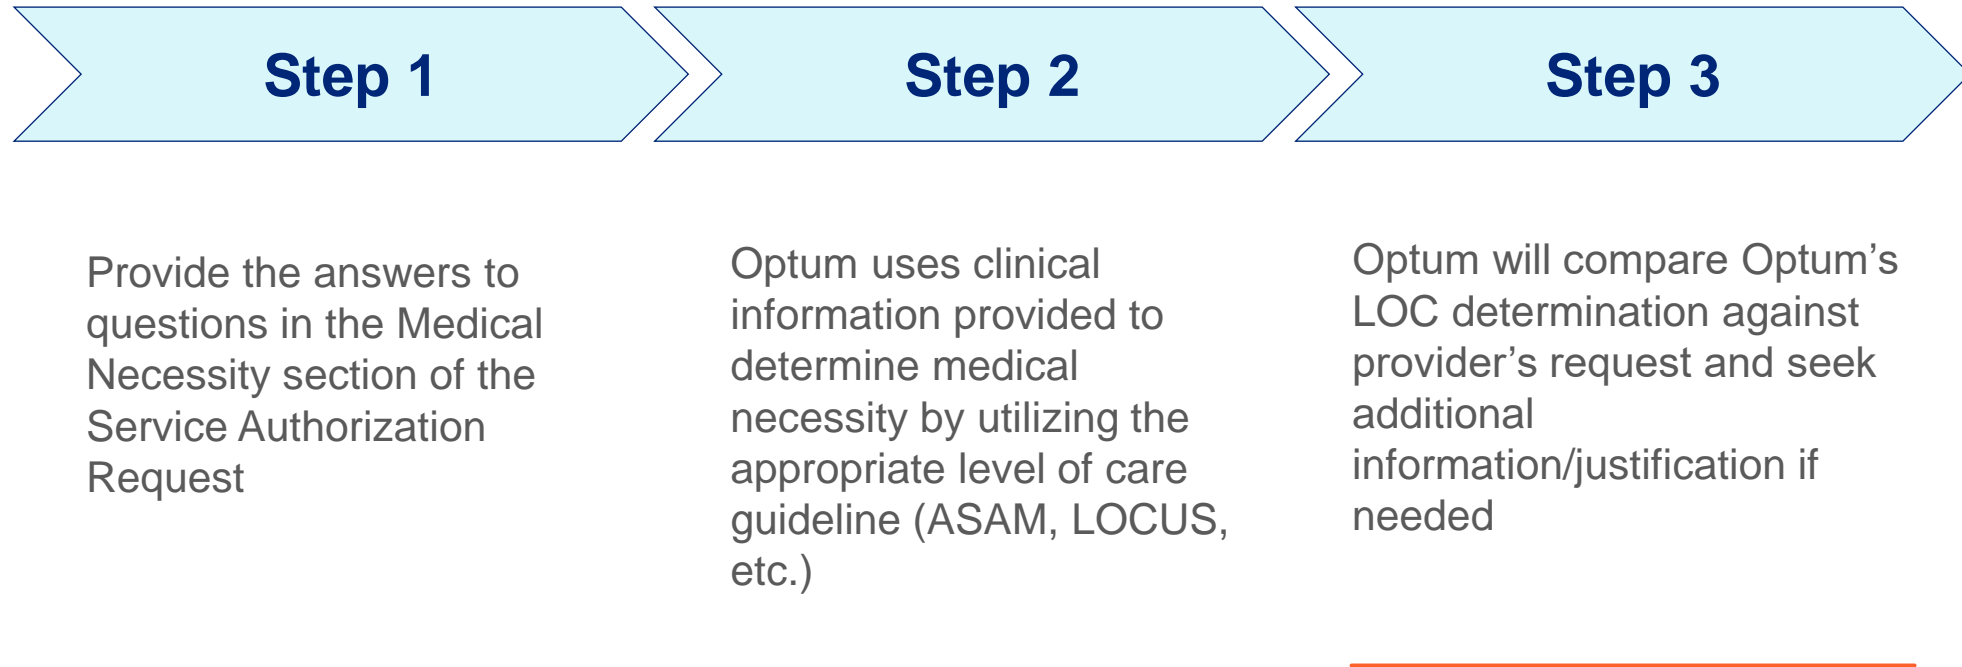 Step 1
Provide the answers to
questions in the Medical
Necessity section of the
Service Authorization
Request
Step 2
Optum uses clinical
information provided to
determine medical
necessity by utilizing the
appropriate level of care
guideline (ASAM, LOCUS,
etc.)
Step 3
Optum will compare Optum’s
LOC determination against
provider’s request and seek
additional
information/justification if
needed